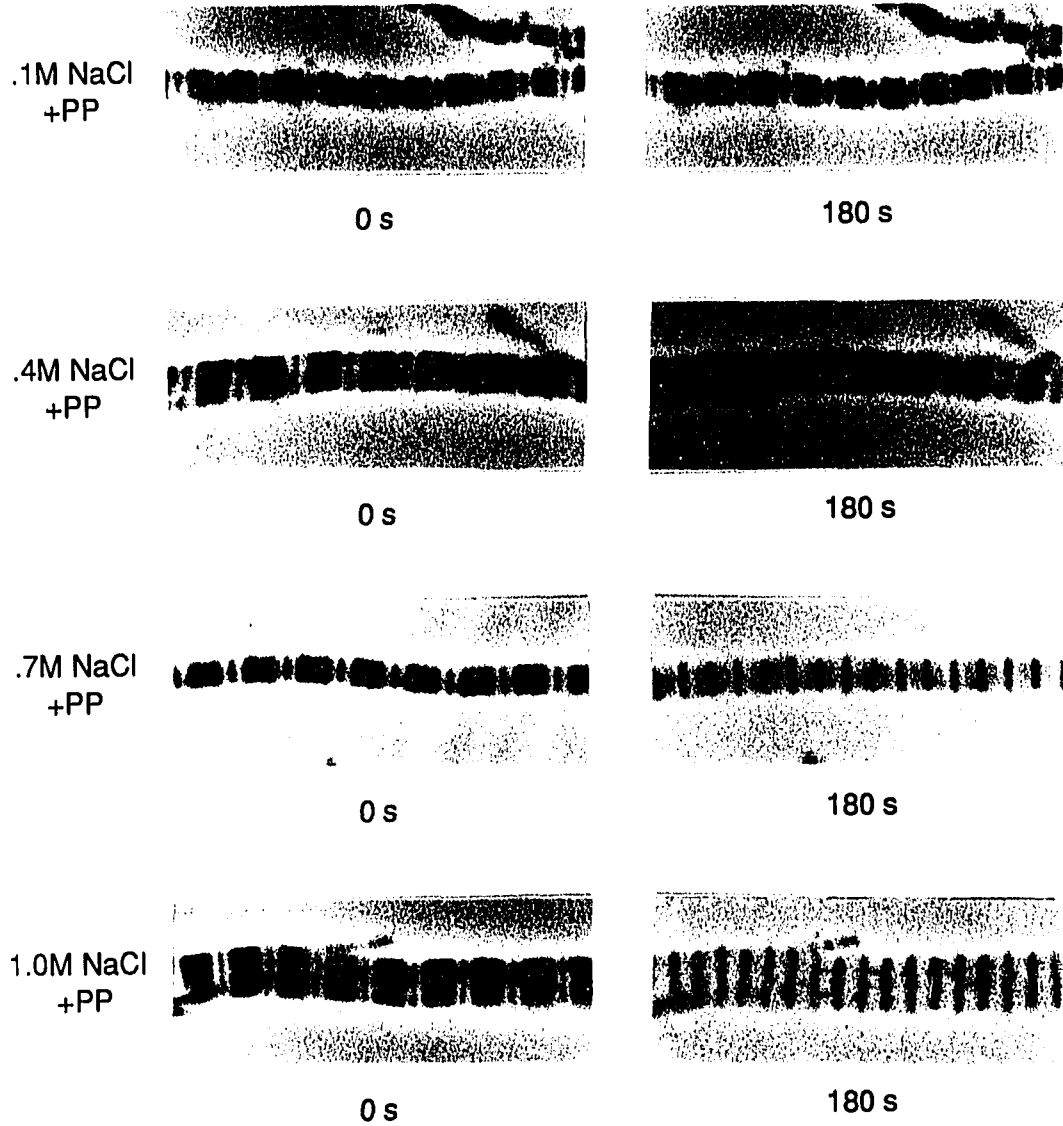 .1M NaCl
+PP
0 s
180 s
.4M NaCl
+PP
0 s
180 s
.7M NaCl
+PP
0 s
180 s
1.0M NaCl
+PP
0 s
180 s